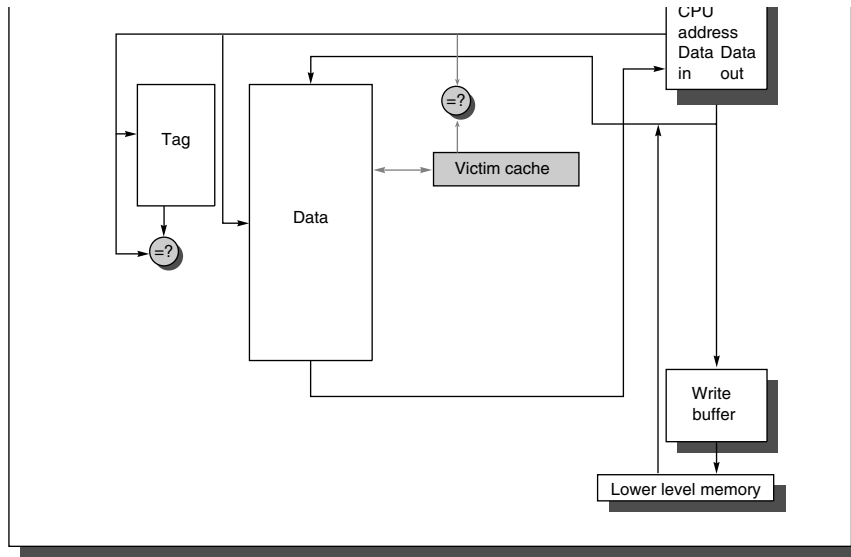 CPU
address
Data Data
in out
=?
Tag
Victim cache
Data
=?
Write
buffer
Lower level memory